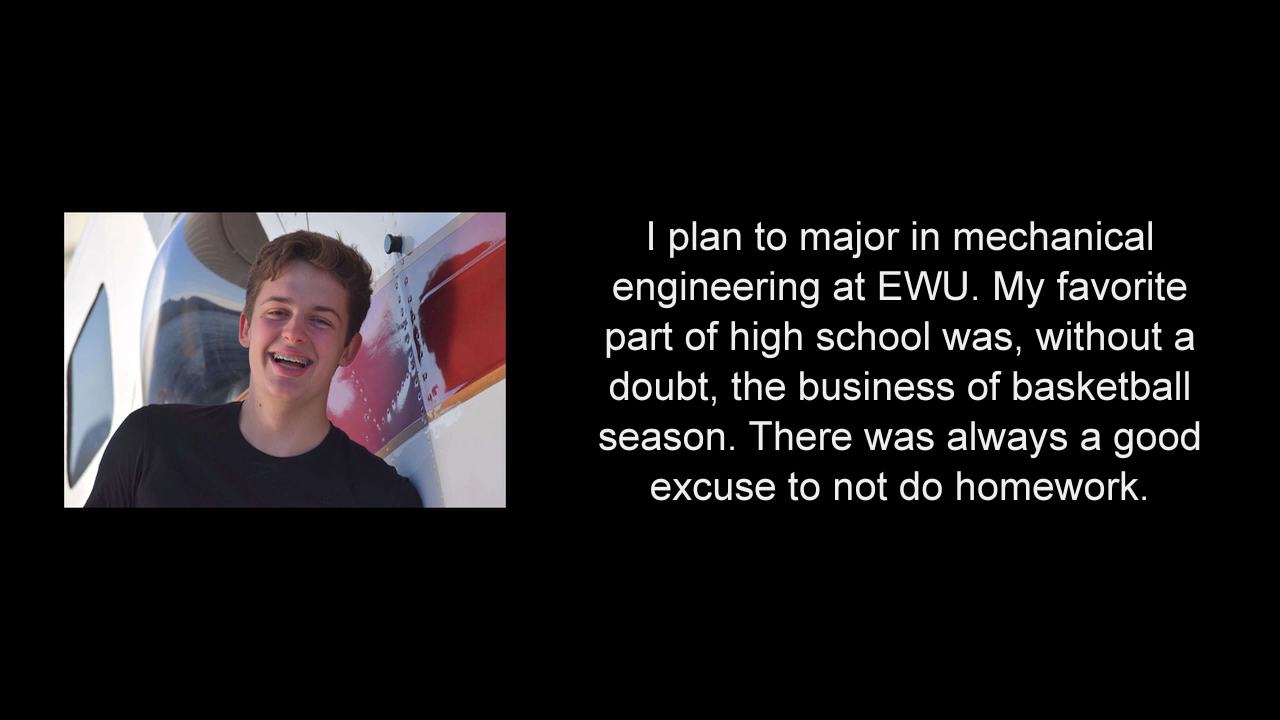 I plan to major in mechanical
engineering at EWU. My favorite
part of high school was, without a
doubt, the business of basketball
season. There was always a good
excuse to not do homework.